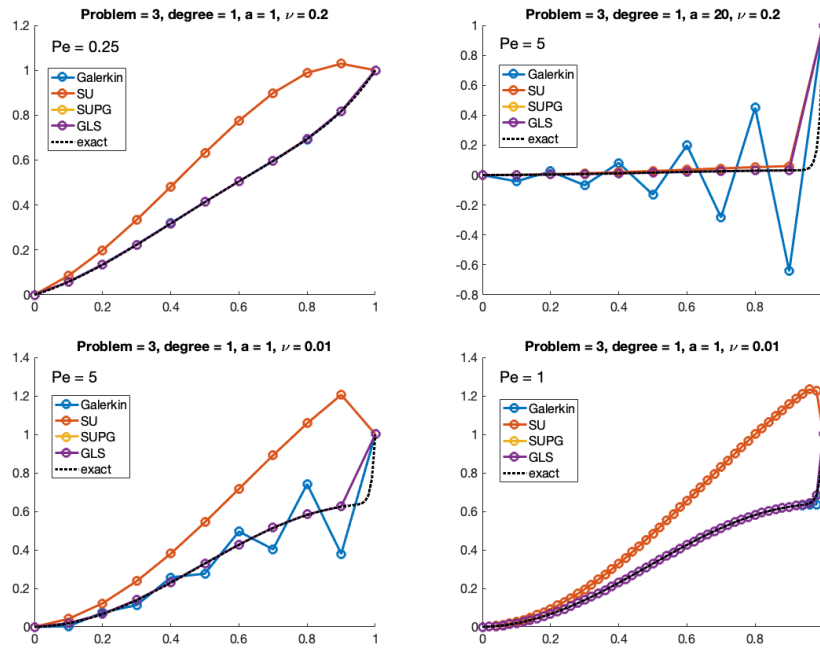 Problem = 3, degree = 1, a = 1, ν = 0.2
Pe = 0.25
Galerkin
SU
SUPG
GLS
exact
1.2
1
0.8
0.6
0.4
0.2
0
0 0.2 0.4 0.6 0.8 1
Problem = 3, degree = 1, a = 20, ν = 0.2
Pe = 5
Galerkin
SU
SUPG
GLS
exact
1
0.8
0.6
0.4
0.2
0
-0.2
-0.4
-0.6
-0.8
0 0.2 0.4 0.6 0.8
Problem = 3, degree = 1, a = 1, ν = 0.01
Pe = 5
Galerkin
SU
SUPG
GLS
exact
1.4
1.2
1
0.8
0.6
0.4
0.2
0
0 0.2 0.4 0.6 0.8 1
Problem = 3, degree = 1, a = 1, ν = 0.01
Pe = 1
Galerkin
SU
SUPG
GLS
exact
1.4
1.2
1
0.8
0.6
0.4
0.2
0
0 0.2 0.4 0.6 0.8